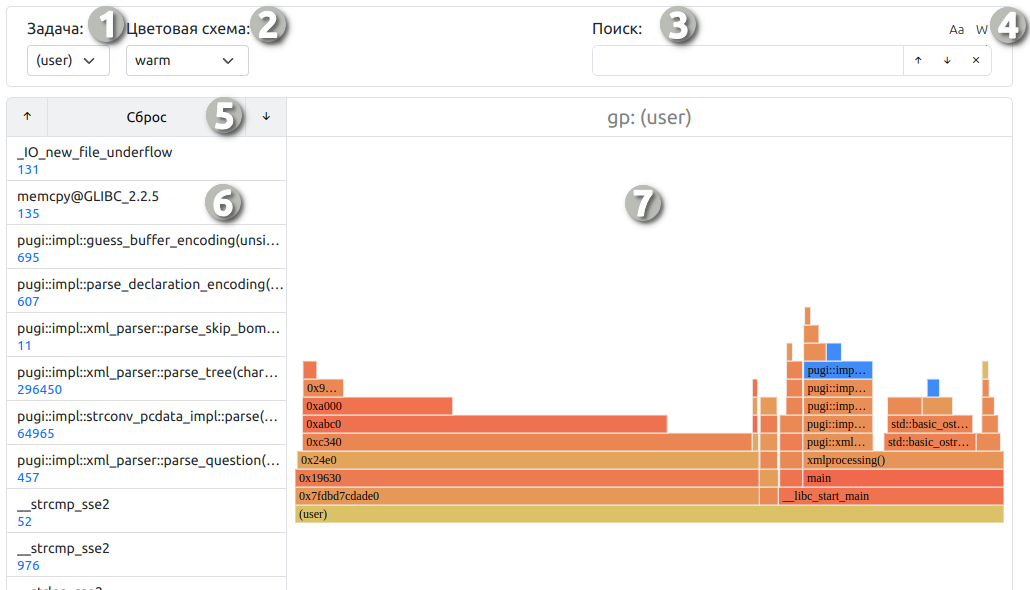 Задача: 1 Цветовая схема: 2 Поиск: 3 Aa W 4
(user) warm
5
↑ Сброс ↓ gp: (user)
_IO_new_file_underflow
131
memcpy@GLIBC_2.2.5
135
6
7
pugi::impl::guess_buffer_encoding(unsi...
695
pugi::impl::parse_declaration_encoding(...
607
pugi::impl::xml_parser::parse_skip_bom...
11
pugi::impl::xml_parser::parse_tree(char...
296450
pugi::impl::strconv_pcdata_impl::parse(...
64965
pugi::impl::xml_parser::parse_question(...
457
__strcmp_sse2
52
__strcmp_sse2
976
pugi::imp...
0x9... pugi::imp...
0xa000 pugi::imp...
0xabc0 pugi::imp... std::basic_ost...
0xc340 pugi::xml... std::basic_ostr...
0x24e0 xmlprocessing()
0x19630 main
0x7fdbd7cdade0 __libc_start_main
(user)